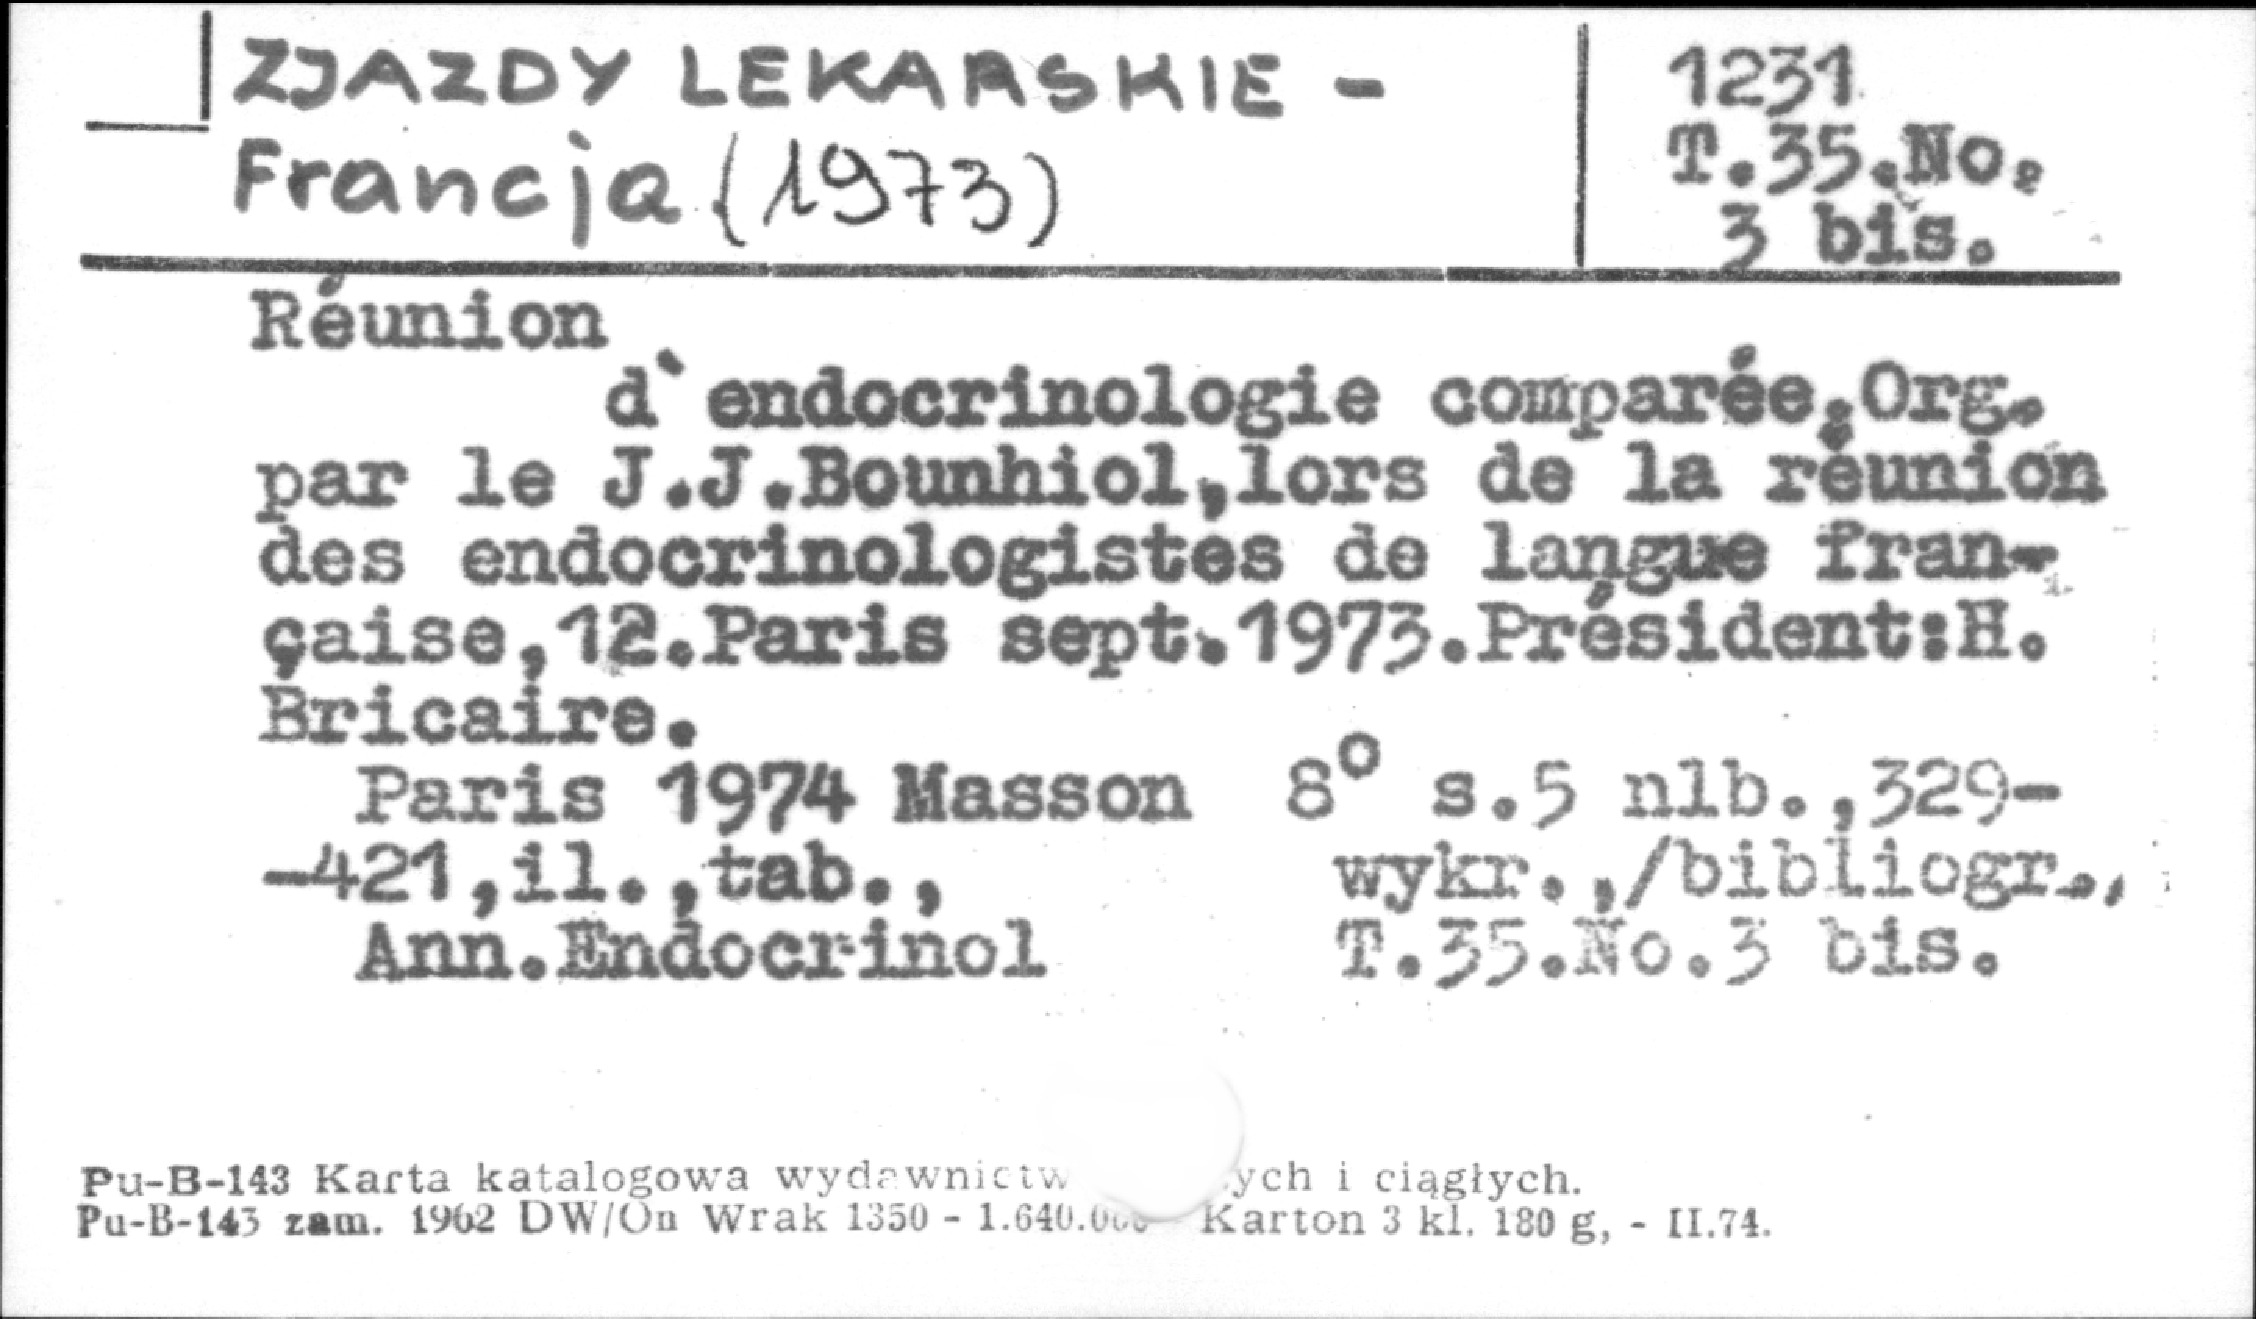 ZJAZDY LEKARSKIE -
Francja (1973)
1231
T.35.No.
3 bis.
Réunion
d`endocrinologie comparée.Org.
par le J.J.Bounhiol,lors de la réunion
des endocrinologistes de langue fran-
çaise,12.Paris sept.1973.Président:H.
Bricaire.
Paris 1974 Masson 8° s.5 nlb.,329-
-421,il.,tab., wykr.,/bibliogr.,
Ann.Endocrinol T.35.No.3 bis.
Pu-B-143 Karta katalogowa i ciągłych.
Pu-B-143 zam. 1962 DW/On Wrak 1350 - Karton 3 kl. 180 g, - II.74.